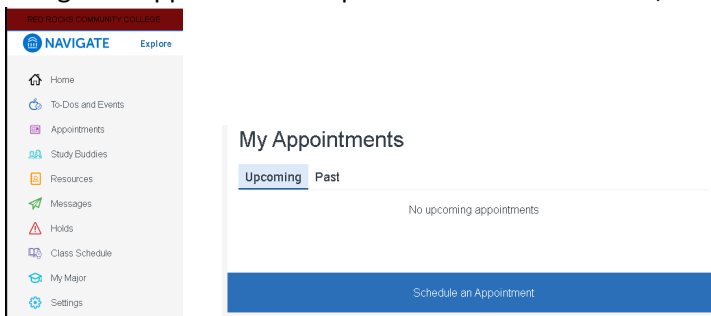 RED ROCKS COMMUNITY COLLEGE
NAVIGATE Explore
Home
To-Dos and Events
Appointments
Study Buddies
Resources
Messages
Holds
Class Schedule
My Major
Settings
My Appointments
Upcoming Past
No upcoming appointments
Schedule an Appointment